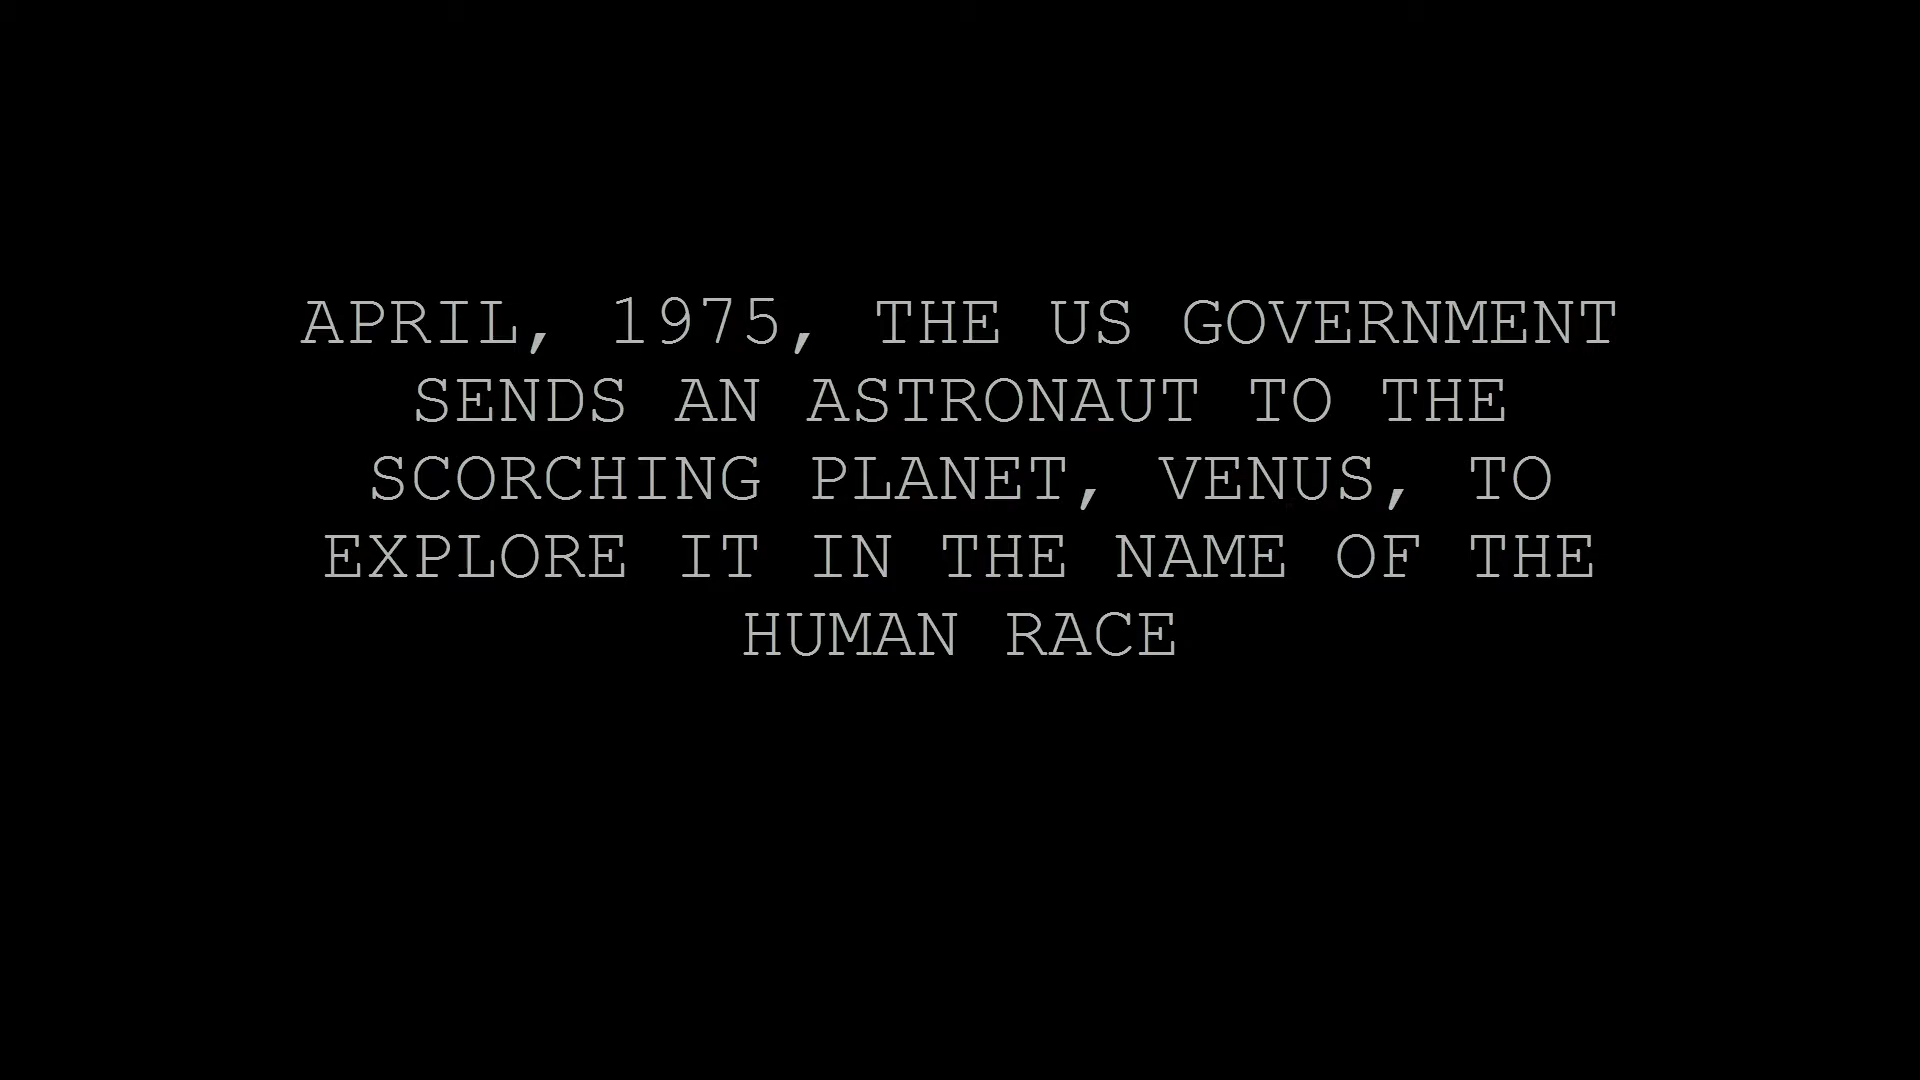 APRIL, 1975, THE US GOVERNMENT
SENDS AN ASTRONAUT TO THE
SCORCHING PLANET, VENUS, TO
EXPLORE IT IN THE NAME OF THE
HUMAN RACE